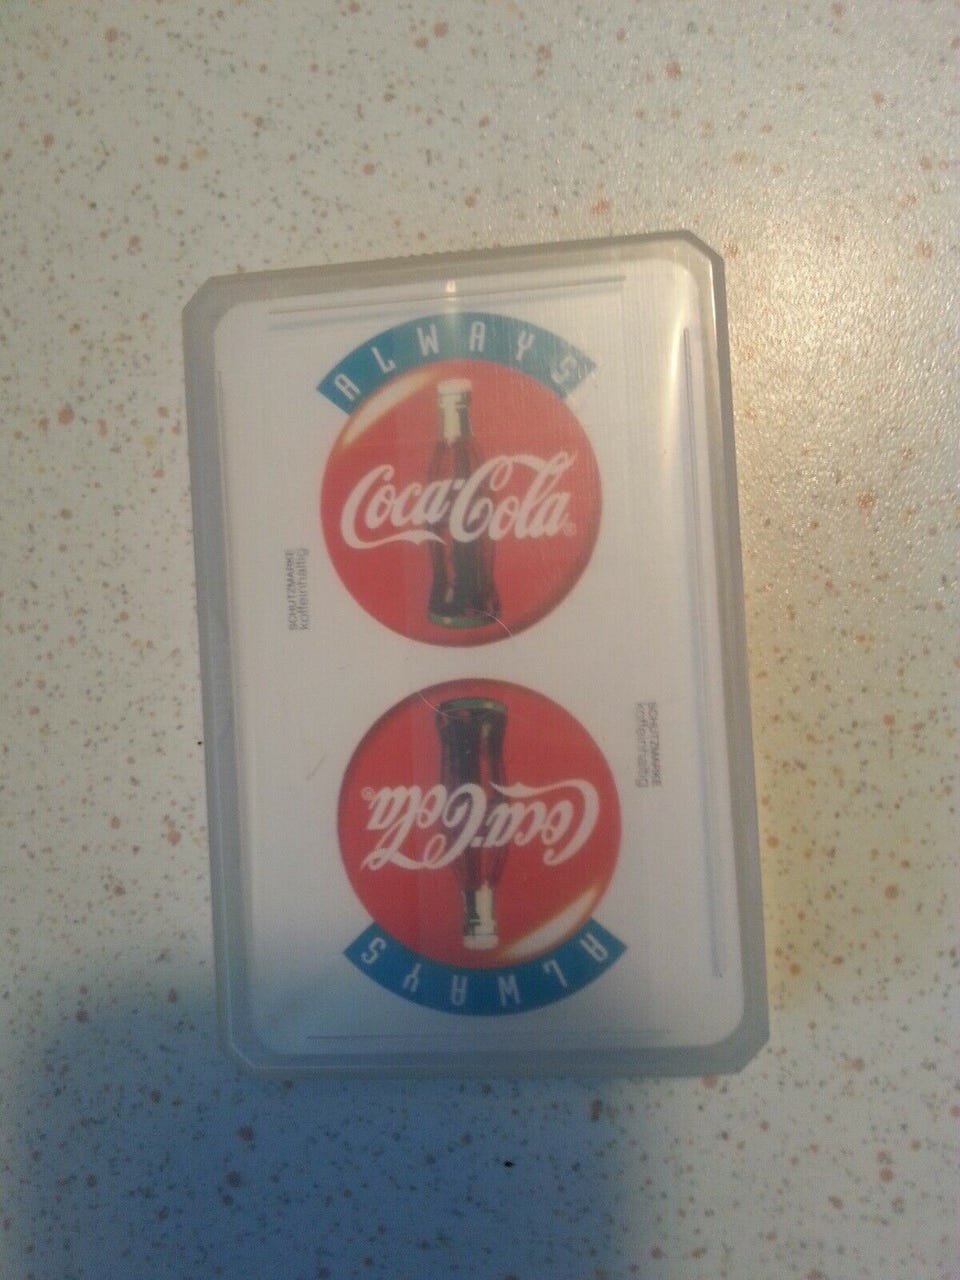 ALWAYS
Coca-Cola®
SCHUTZMARKE
koffeinhaltig
SCHUTZMARKE
koffeinhaltig
Coca-Cola®
ALWAYS